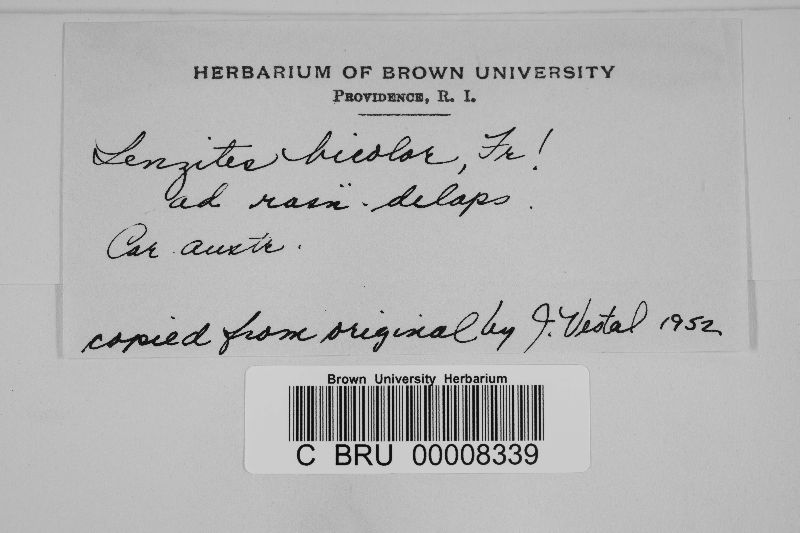 HERBARIUM OF BROWN UNIVERSITY
PROVIDENCE, R. I.
Lenzites bicolor, Fr!
ad ram. delaps.
Car. austr.
copied from original by J. Vestal 1952
Brown University Herbarium
C BRU 00008339